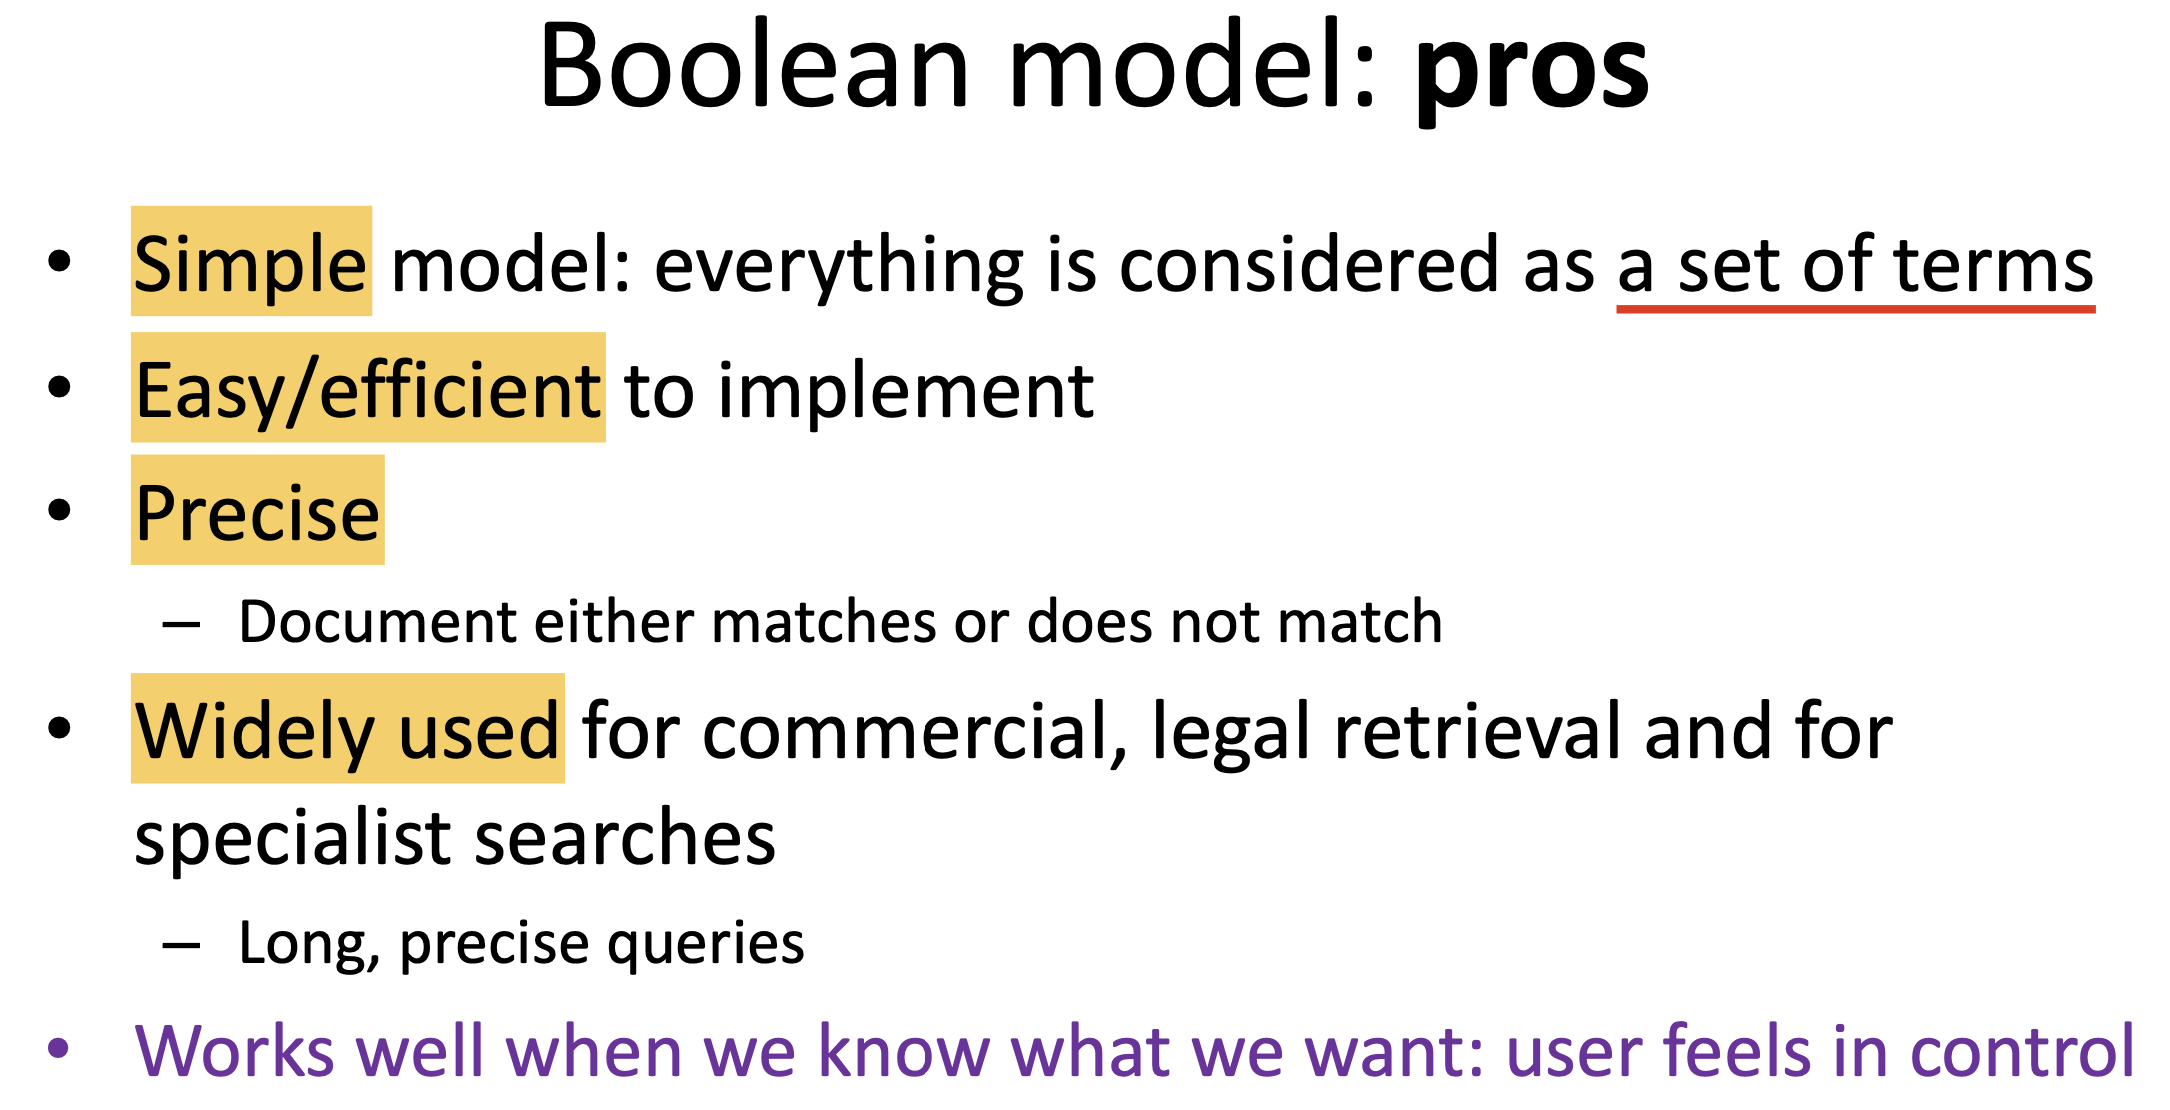 Boolean model: pros
• Simple model: everything is considered as a set of terms
• Easy/efficient to implement
• Precise
– Document either matches or does not match
• Widely used for commercial, legal retrieval and for
specialist searches
– Long, precise queries
• Works well when we know what we want: user feels in control